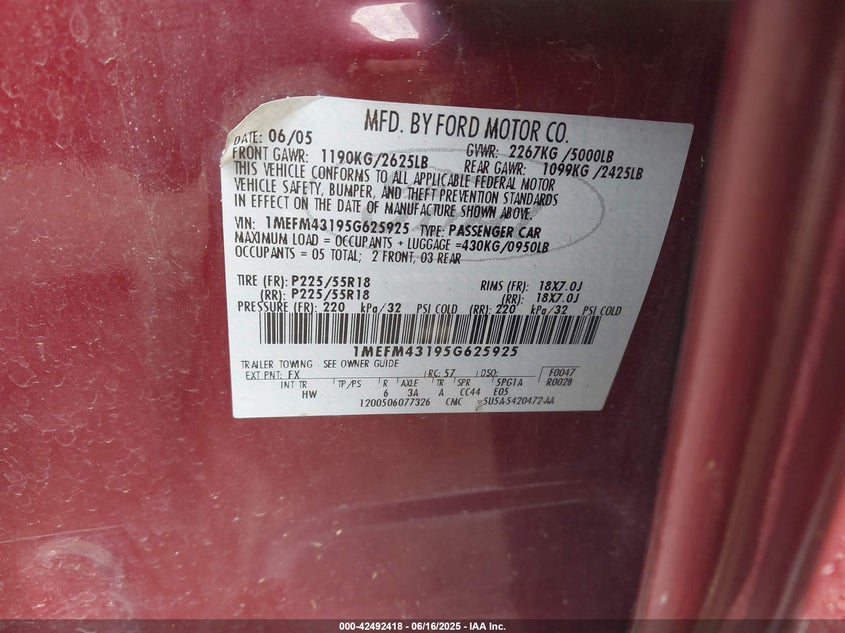 MFD. BY FORD MOTOR CO.
DATE: 06/05 GVWR: 2267KG /5000LB
FRONT GAWR: 1190KG/2625LB REAR GAWR: 1099KG /2425LB
THIS VEHICLE CONFORMS TO ALL APPLICABLE FEDERAL MOTOR
VEHICLE SAFETY, BUMPER, AND THEFT PREVENTION STANDARDS
IN EFFECT ON THE DATE OF MANUFACTURE SHOWN ABOVE.
VIN: 1MEFM43195G625925 TYPE: PASSENGER CAR
MAXIMUM LOAD = OCCUPANTS + LUGGAGE =430KG/0950LB
OCCUPANTS = 05 TOTAL; 2 FRONT, 03 REAR
TIRE (FR): P225/55R18 RIMS (FR): 18X7.0J
(RR): P225/55R18 (RR): 18X7.0J
PRESSURE (FR): 220 kPa/32 PSI COLD (RR): 220 kPa/32 PSI COLD
1MEFM43195G625925
TRAILER TOWING - SEE OWNER GUIDE
EXT PNT: FX RC: 57 DSO: F0047
INT TR TP/PS R AXLE TR SPR 5PG1A R0028
HW 6 3A A CC44 E05
1200506077326 CMC 5U5A-5420472-AA
000-42492418 - 06/16/2025 - IAA Inc.